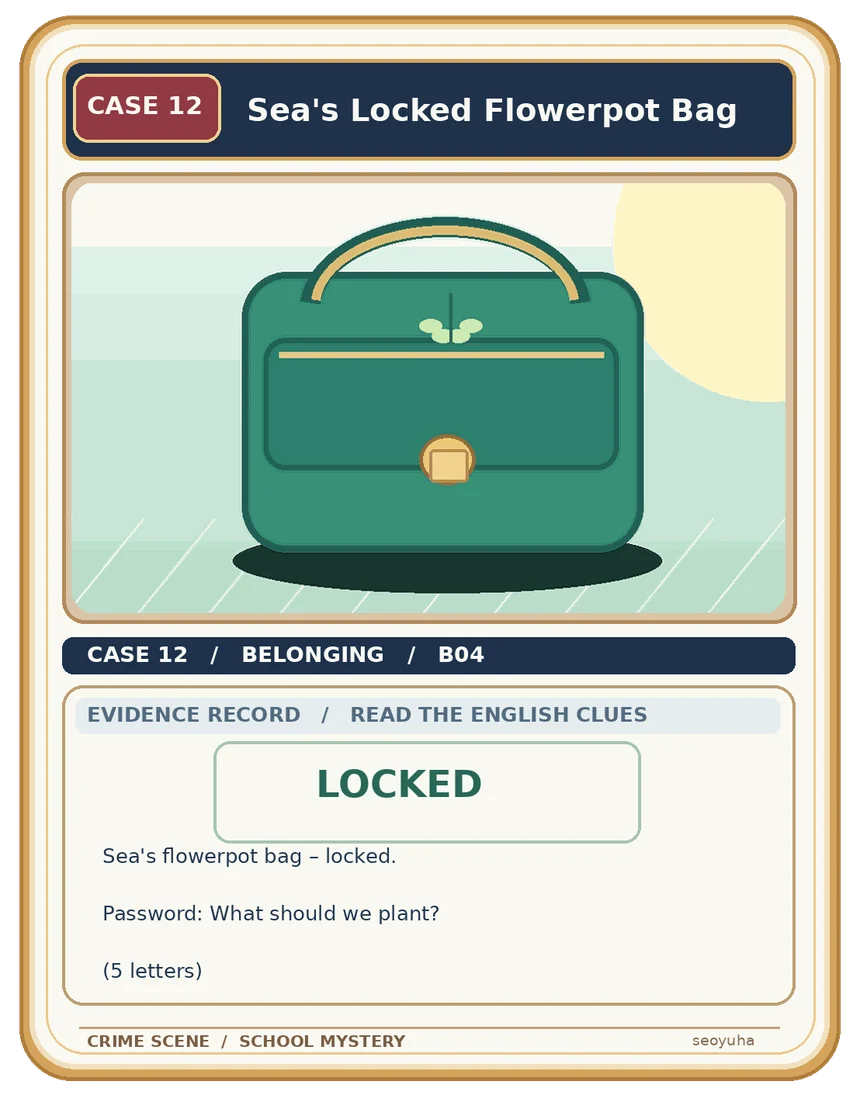 CASE 12
Sea's Locked Flowerpot Bag
CASE 12 / BELONGING / B04
EVIDENCE RECORD / READ THE ENGLISH CLUES
LOCKED
Sea's flowerpot bag – locked.
Password: What should we plant?
(5 letters)
CRIME SCENE / SCHOOL MYSTERY
seoyuha